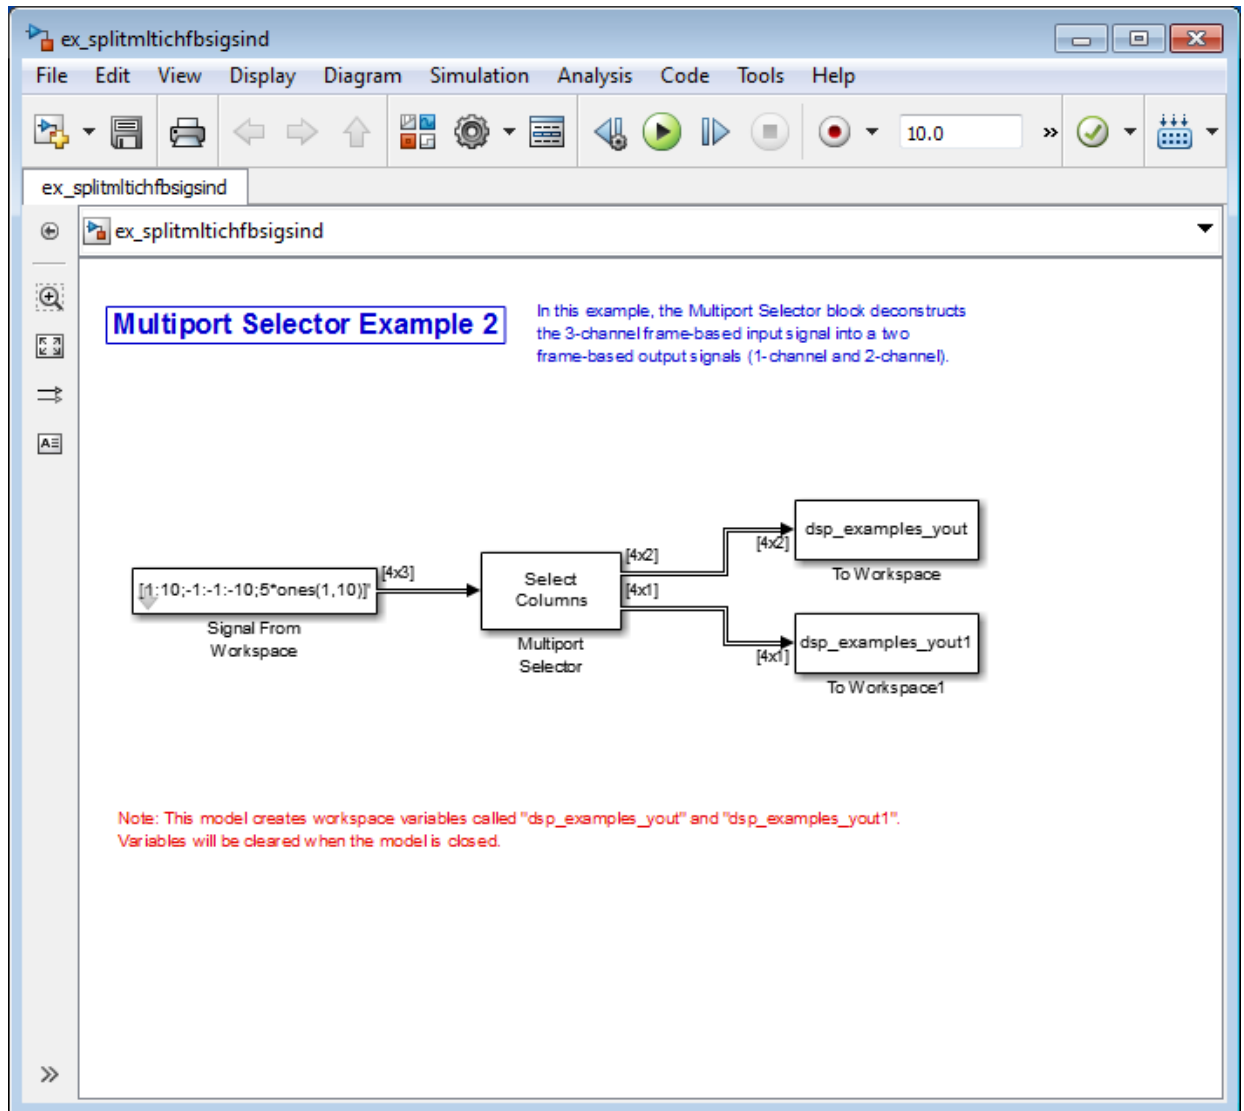 ex_splitmltichfbsigsind
File Edit View Display Diagram Simulation Analysis Code Tools Help
10.0 »
ex_splitmltichfbsigsind
ex_splitmltichfbsigsind
Multiport Selector Example 2
In this example, the Multiport Selector block deconstructs
the 3-channel frame-based input signal into a two
frame-based output signals (1-channel and 2-channel).
[1:10;-1:-1:-10;5*ones(1,10)]'
Signal From
Workspace
[4x3]
Select
Columns
Multiport
Selector
[4x2]
[4x1]
[4x2]
dsp_examples_yout
To Workspace
[4x1]
dsp_examples_yout1
To Workspace1
Note: This model creates workspace variables called "dsp_examples_yout" and "dsp_examples_yout1".
Variables will be cleared when the model is closed.